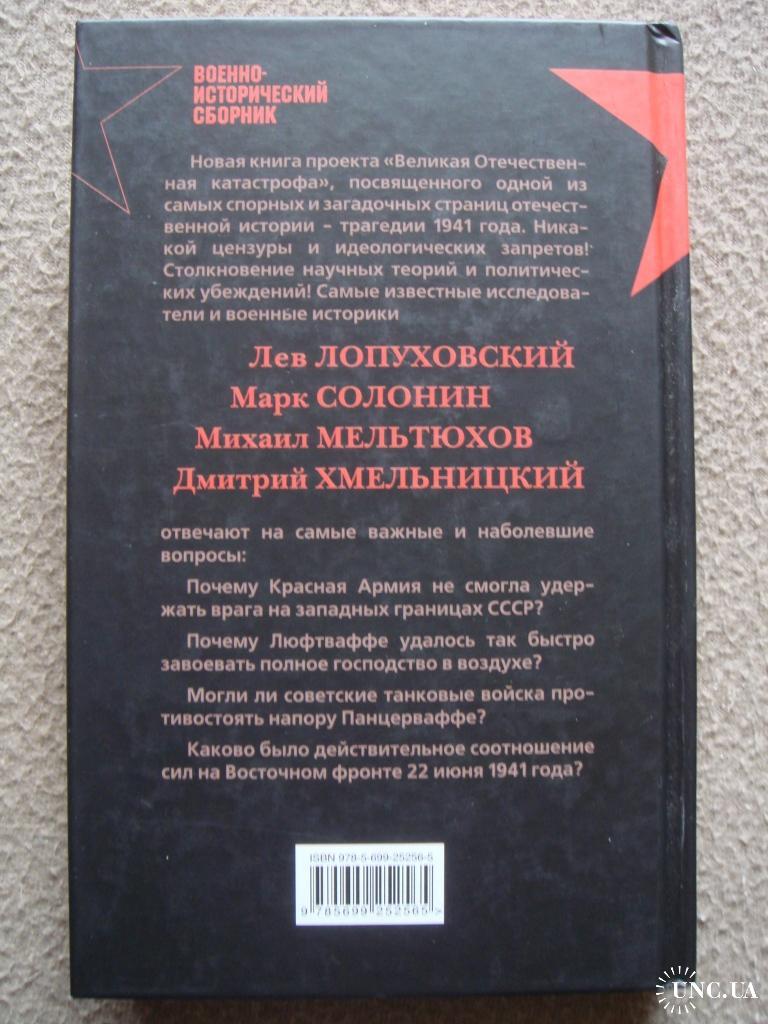 ВОЕННО-
ИСТОРИЧЕСКИЙ
СБОРНИК
Новая книга проекта «Великая Отечествен-
ная катастрофа», посвященного одной из
самых спорных и загадочных страниц отечест-
венной истории – трагедии 1941 года. Ника-
кой цензуры и идеологических запретов!
Столкновение научных теорий и политичес-
ких убеждений! Самые известные исследова-
тели и военные историки
Лев ЛОПУХОВСКИЙ
Марк СОЛОНИН
Михаил МЕЛЬТЮХОВ
Дмитрий ХМЕЛЬНИЦКИЙ
отвечают на самые важные и наболевшие
вопросы:
Почему Красная Армия не смогла удер-
жать врага на западных границах СССР?
Почему Люфтваффе удалось так быстро
завоевать полное господство в воздухе?
Могли ли советские танковые войска про-
тивостоять напору Панцерваффе?
Каково было действительное соотношение
сил на Восточном фронте 22 июня 1941 года?
ISBN 978-5-699-25256-5
9 785699 252565 >
UNC.UA